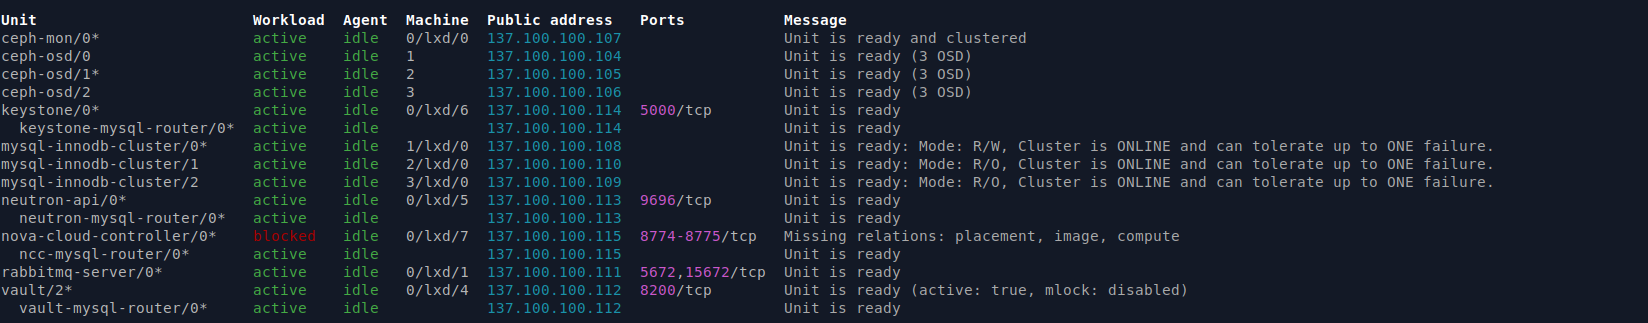 Unit Workload Agent Machine Public address Ports Message
ceph-mon/0* active idle 0/lxd/0 137.100.100.107 Unit is ready and clustered
ceph-osd/0 active idle 1 137.100.100.104 Unit is ready (3 OSD)
ceph-osd/1* active idle 2 137.100.100.105 Unit is ready (3 OSD)
ceph-osd/2 active idle 3 137.100.100.106 Unit is ready (3 OSD)
keystone/0* active idle 0/lxd/6 137.100.100.114 5000/tcp Unit is ready
keystone-mysql-router/0* active idle 137.100.100.114 Unit is ready
mysql-innodb-cluster/0* active idle 1/lxd/0 137.100.100.108 Unit is ready: Mode: R/W, Cluster is ONLINE and can tolerate up to ONE failure.
mysql-innodb-cluster/1 active idle 2/lxd/0 137.100.100.110 Unit is ready: Mode: R/O, Cluster is ONLINE and can tolerate up to ONE failure.
mysql-innodb-cluster/2 active idle 3/lxd/0 137.100.100.109 Unit is ready: Mode: R/O, Cluster is ONLINE and can tolerate up to ONE failure.
neutron-api/0* active idle 0/lxd/5 137.100.100.113 9696/tcp Unit is ready
neutron-mysql-router/0* active idle 137.100.100.113 Unit is ready
nova-cloud-controller/0* blocked idle 0/lxd/7 137.100.100.115 8774-8775/tcp Missing relations: placement, image, compute
ncc-mysql-router/0* active idle 137.100.100.115 Unit is ready
rabbitmq-server/0* active idle 0/lxd/1 137.100.100.111 5672,15672/tcp Unit is ready
vault/2* active idle 0/lxd/4 137.100.100.112 8200/tcp Unit is ready (active: true, mlock: disabled)
vault-mysql-router/0* active idle 137.100.100.112 Unit is ready